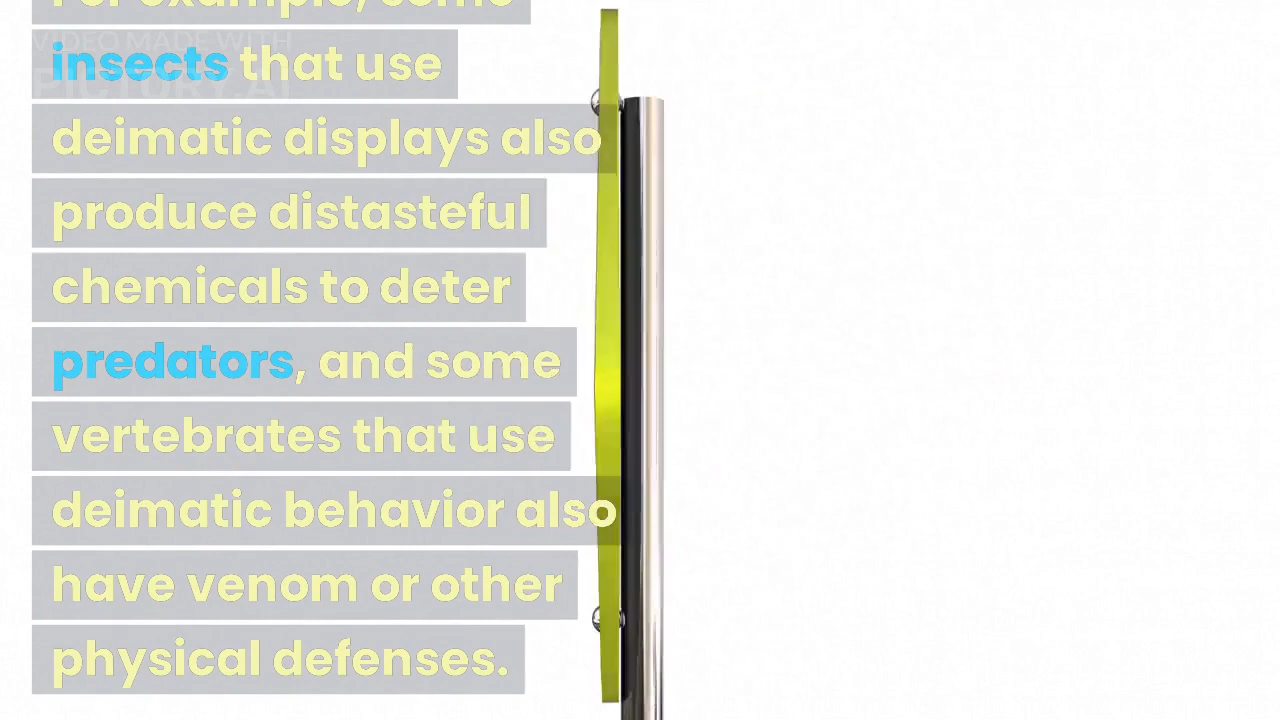 For example, some
VIDEO MADE WITH
PICTORY.AI
insects that use
deimatic displays also
produce distasteful
chemicals to deter
predators, and some
vertebrates that use
deimatic behavior also
have venom or other
physical defenses.